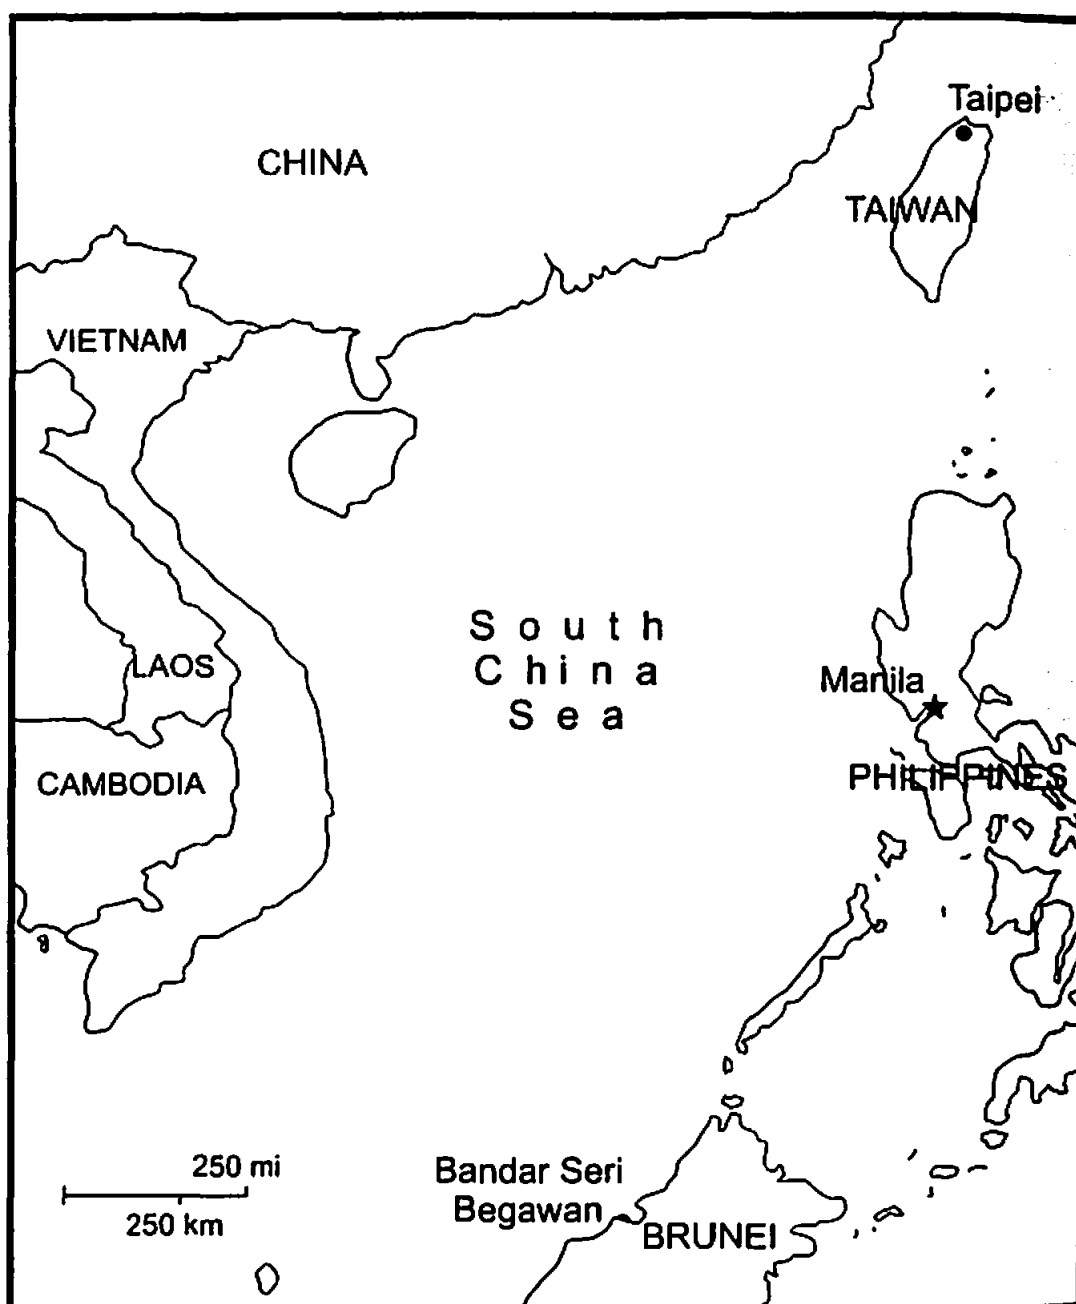 Taipei
CHINA
TAIWAN
VIETNAM
South
China
Sea
LAOS
Manila
CAMBODIA
PHILIPPINES
250 mi
250 km
Bandar Seri
Begawan
BRUNEI